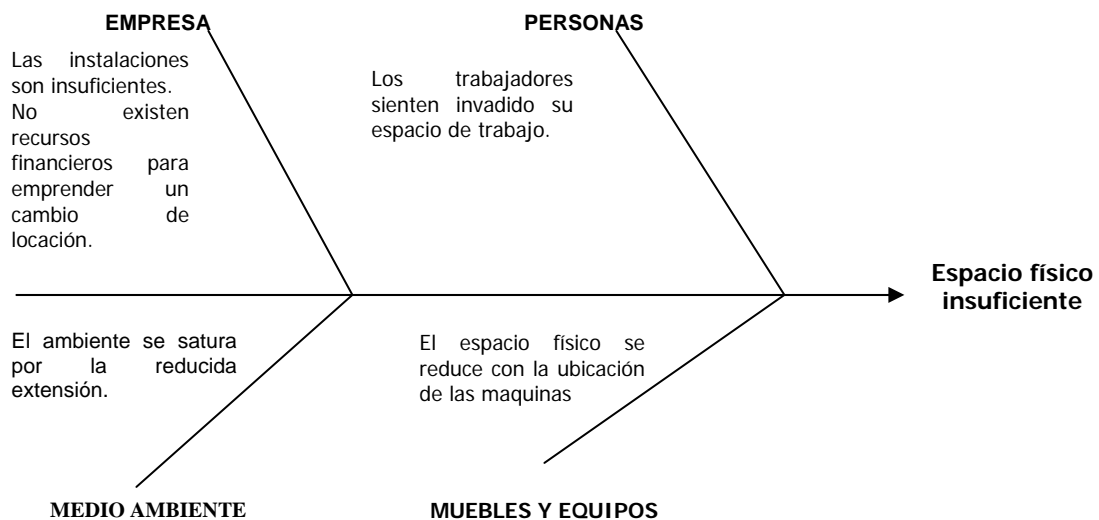 EMPRESA
Las instalaciones
son insuficientes.
No existen
recursos
financieros para
emprender un
cambio de
locación.
PERSONAS
Los trabajadores
sienten invadido su
espacio de trabajo.
Espacio físico
insuficiente
El ambiente se satura
por la reducida
extensión.
El espacio físico se
reduce con la ubicación
de las maquinas
MEDIO AMBIENTE
MUEBLES Y EQUIPOS